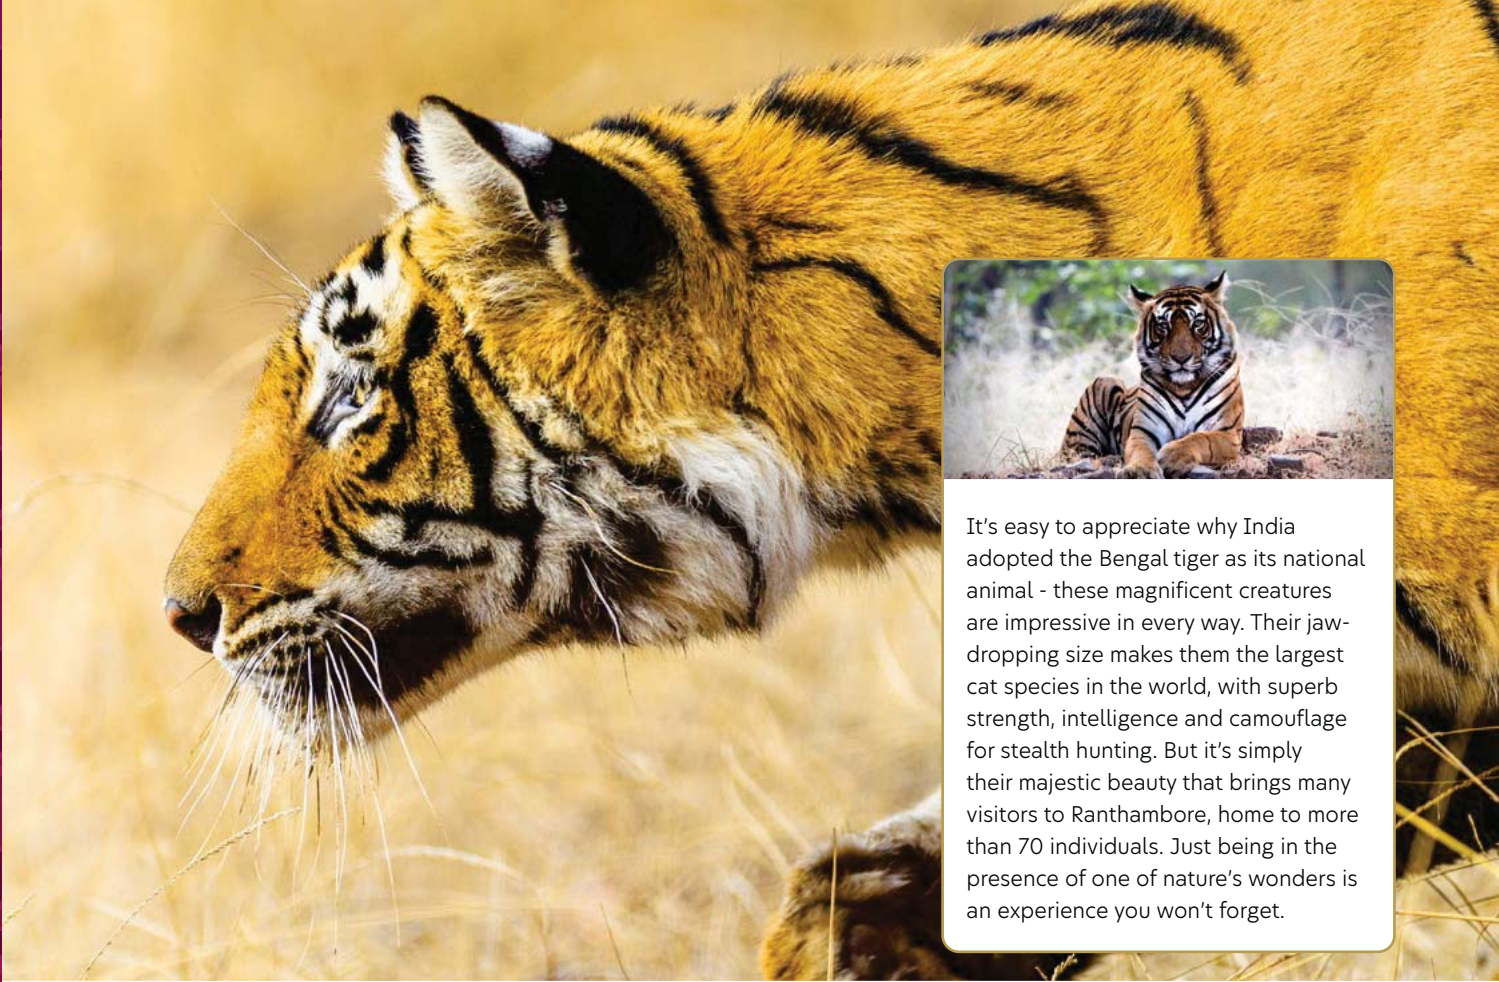 It's easy to appreciate why India
adopted the Bengal tiger as its national
animal - these magnificent creatures
are impressive in every way. Their jaw-
dropping size makes them the largest
cat species in the world, with superb
strength, intelligence and camouflage
for stealth hunting. But it's simply
their majestic beauty that brings many
visitors to Ranthambore, home to more
than 70 individuals. Just being in the
presence of one of nature's wonders is
an experience you won't forget.